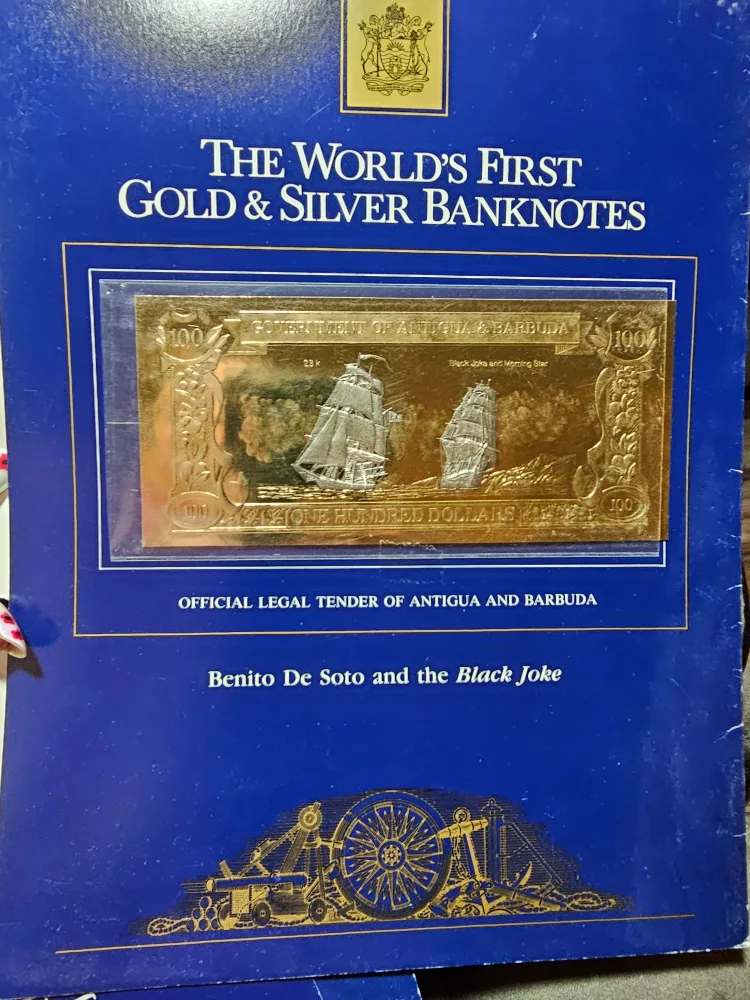 THE WORLD'S FIRST
GOLD & SILVER BANKNOTES
100
GOVERNMENT OF ANTIGUA & BARBUDA
100
Black Joke and Morning Star
100
ONE HUNDRED DOLLARS
100
OFFICIAL LEGAL TENDER OF ANTIGUA AND BARBUDA
Benito De Soto and the Black Joke